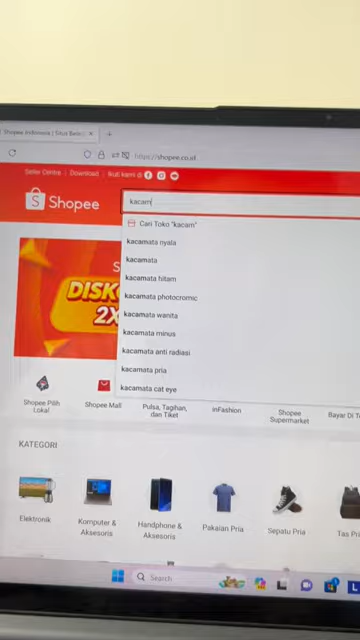 Shopee Indonesia | Situs Belanja
https://shopee.co.id
Seller Centre | Download | Ikuti kami di
Shopee
kacam
Cari Toko "kacam"
kacamata nyala
kacamata
kacamata hitam
kacamata photocromic
kacamata wanita
kacamata minus
kacamata anti radiasi
kacamata pria
kacamata cat eye
DISK
2X
Shopee Pilih
Lokal
Shopee Mall
Pulsa, Tagihan,
dan Tiket
inFashion
Shopee
Supermarket
Bayar Di T
KATEGORI
Elektronik
Komputer &
Aksesoris
Handphone &
Aksesoris
Pakaian Pria
Sepatu Pria
Tas Pri
Search